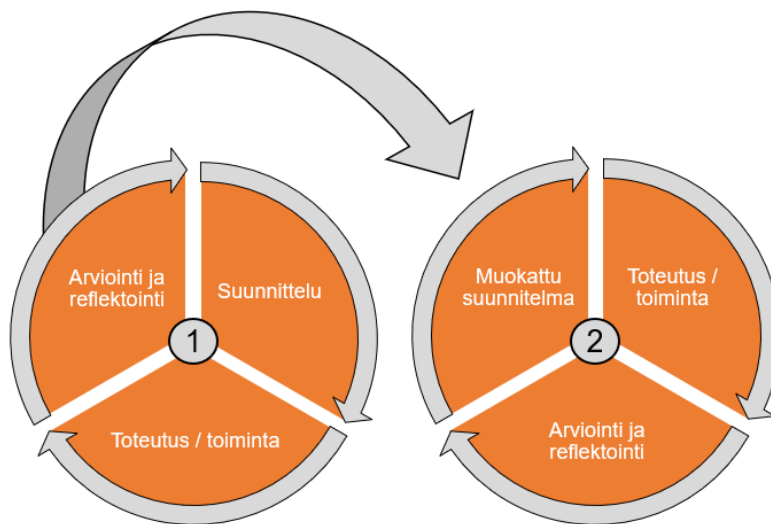 Arviointi ja
reflektointi
Suunnittelu
1
Toteutus / toiminta
Muokattu
suunnitelma
Toteutus /
toiminta
2
Arviointi ja
reflektointi